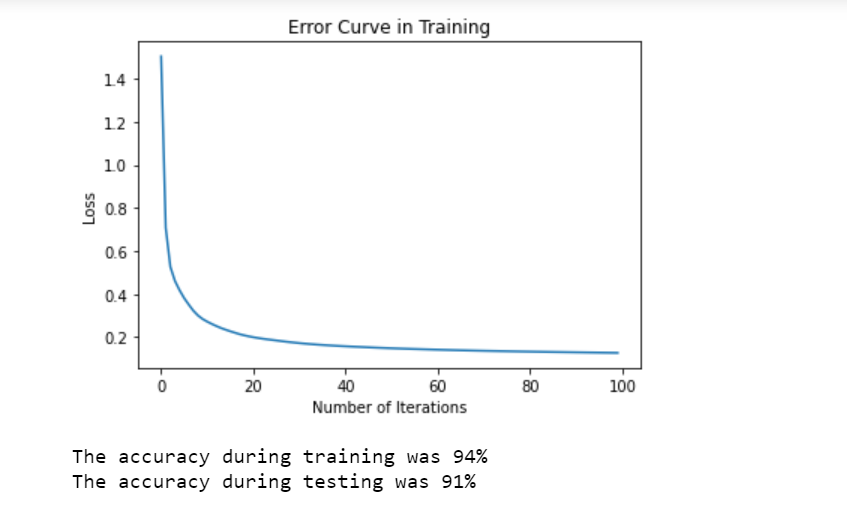 Error Curve in Training
1.4
1.2
1.0
0.8
0.6
0.4
0.2
Loss
0 20 40 60 80 100
Number of Iterations
The accuracy during training was 94%
The accuracy during testing was 91%